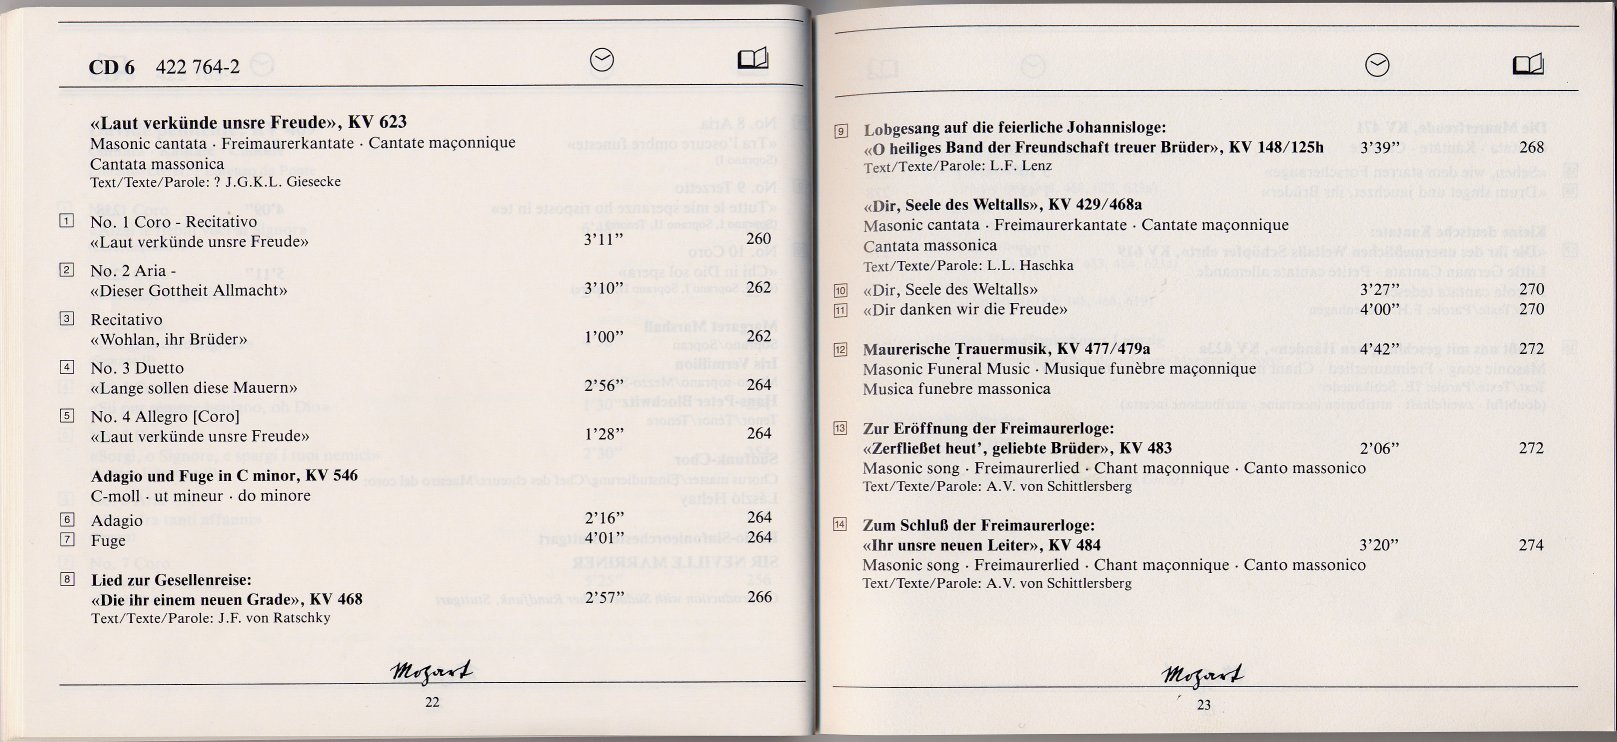 CD 6 422 764-2
«Laut verkünde unsre Freude», KV 623
Masonic cantata · Freimaurerkantate · Cantate maçonnique
Cantata massonica
Text/Texte/Parole: ? J.G.K.L. Giesecke
1 No. 1 Coro - Recitativo
«Laut verkünde unsre Freude» 3’11” 260
2 No. 2 Aria -
«Dieser Gottheit Allmacht» 3’10” 262
3 Recitativo
«Wohlan, ihr Brüder» 1’00” 262
4 No. 3 Duetto
«Lange sollen diese Mauern» 2’56” 264
5 No. 4 Allegro [Coro]
«Laut verkünde unsre Freude» 1’28” 264
Adagio und Fuge in C minor, KV 546
C-moll · ut mineur · do minore
6 Adagio 2’16” 264
7 Fuge 4’01” 264
8 Lied zur Gesellenreise:
«Die ihr einem neuen Grade», KV 468 2’57” 266
Text/Texte/Parole: J.F. von Ratschky
Mozart
22
9 Lobgesang auf die feierliche Johannisloge:
«O heiliges Band der Freundschaft treuer Brüder», KV 148/125h 3’39” 268
Text/Texte/Parole: L.F. Lenz
«Dir, Seele des Weltalls», KV 429/468a
Masonic cantata · Freimaurerkantate · Cantate maçonnique
Cantata massonica
Text/Texte/Parole: L.L. Haschka
10 «Dir, Seele des Weltalls» 3’27” 270
11 «Dir danken wir die Freude» 4’00” 270
12 Maurerische Trauermusik, KV 477/479a 4’42” 272
Masonic Funeral Music · Musique funèbre maçonnique
Musica funebre massonica
13 Zur Eröffnung der Freimaurerloge:
«Zerfließet heut’, geliebte Brüder», KV 483 2’06” 272
Masonic song · Freimaurerlied · Chant maçonnique · Canto massonico
Text/Texte/Parole: A.V. von Schittlersberg
14 Zum Schluß der Freimaurerloge:
«Ihr unsre neuen Leiter», KV 484 3’20” 274
Masonic song · Freimaurerlied · Chant maçonnique · Canto massonico
Text/Texte/Parole: A.V. von Schittlersberg
Mozart
23